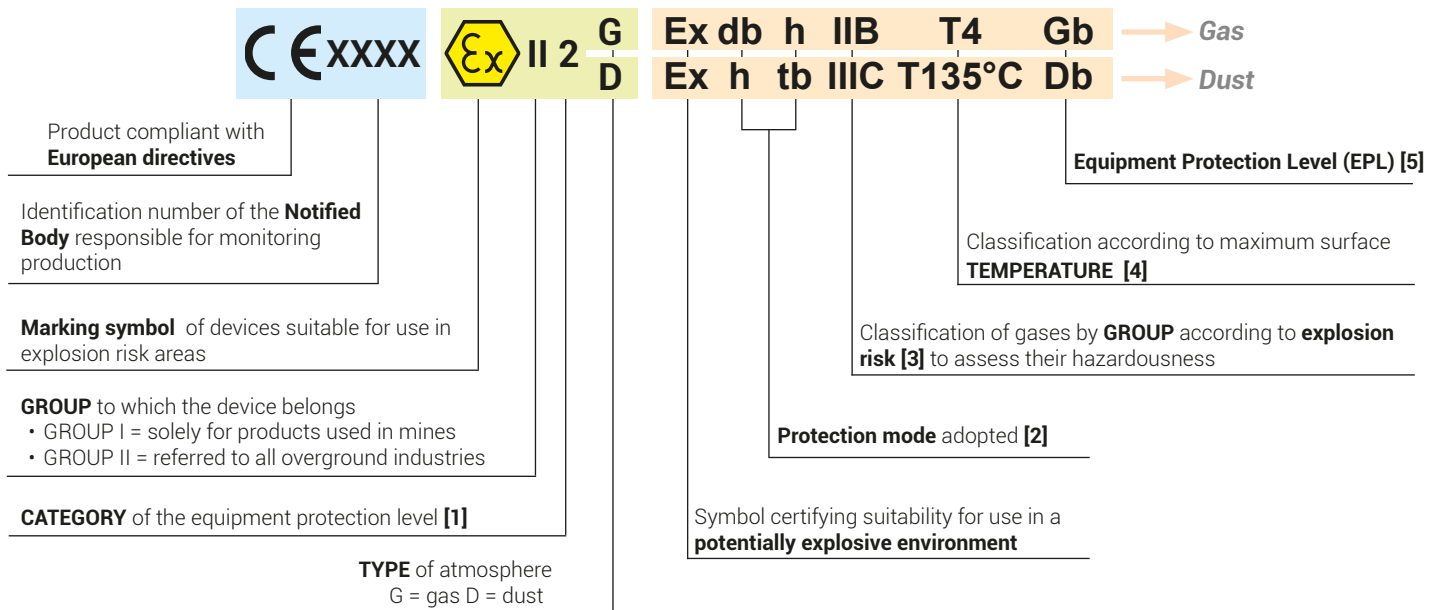 CE XXXX Ex II 2 G Ex db h IIB T4 Gb Gas
D Ex h tb IIIC T135°C Db Dust
Product compliant with
European directives
Identification number of the Notified
Body responsible for monitoring
production
Marking symbol of devices suitable for use in
explosion risk areas
GROUP to which the device belongs
• GROUP I = solely for products used in mines
• GROUP II = referred to all overground industries
CATEGORY of the equipment protection level [1]
TYPE of atmosphere
G = gas D = dust
Equipment Protection Level (EPL) [5]
Classification according to maximum surface
TEMPERATURE [4]
Classification of gases by GROUP according to explosion
risk [3] to assess their hazardousness
Protection mode adopted [2]
Symbol certifying suitability for use in a
potentially explosive environment